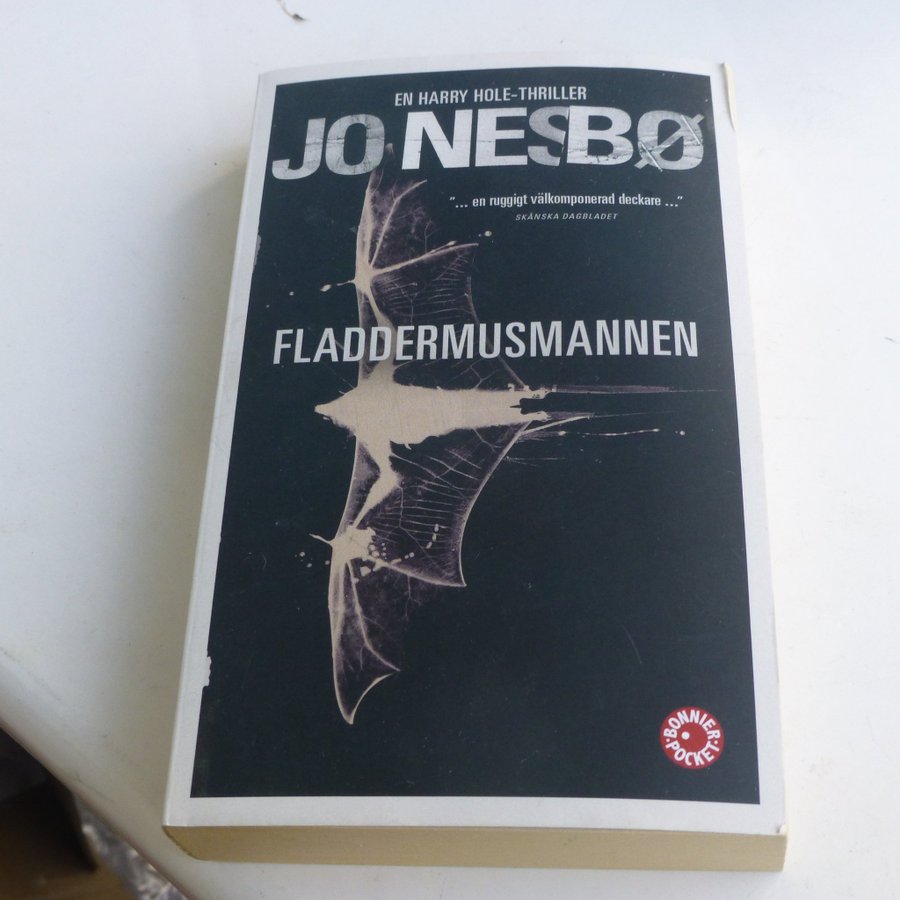 EN HARRY HOLE-THRILLER
JO NESBØ
"... en ruggigt välkomponerad deckare ..."
SKÅNSKA DAGBLADET
FLADDERMUSMANNEN
BONNIER
POCKET